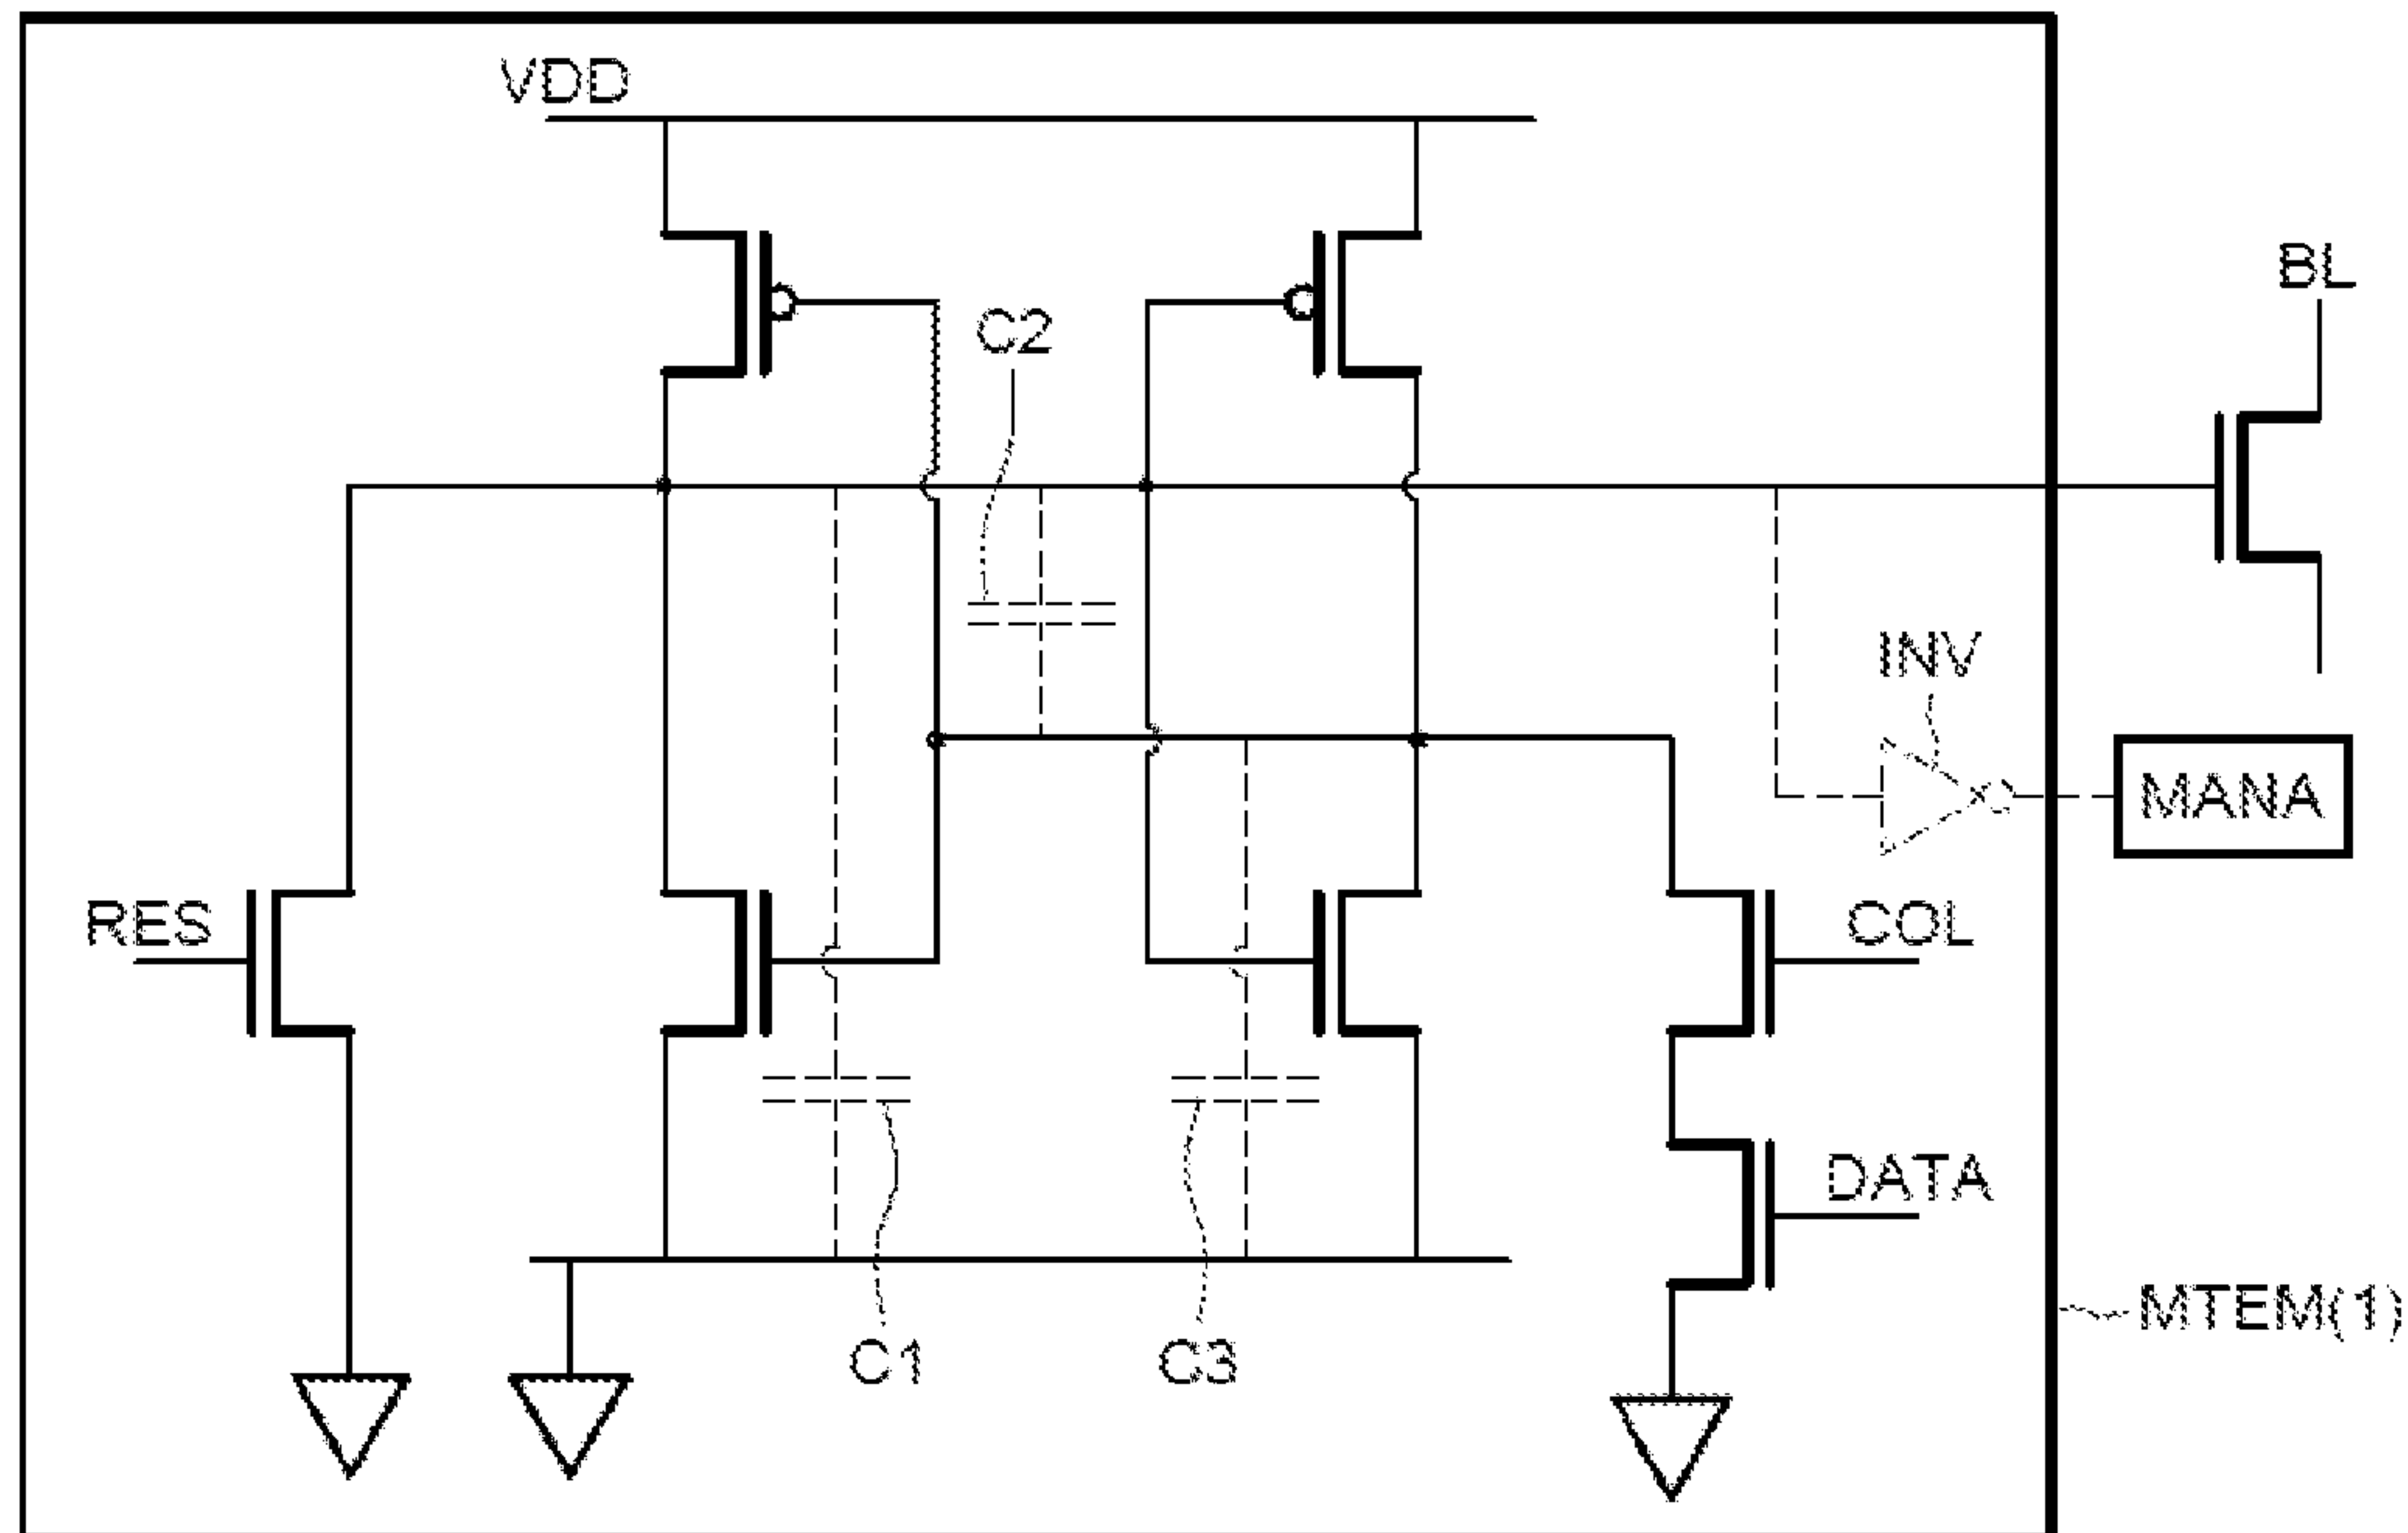 VDD
BL
C2
INV
MANA
RES
COL
DATA
MTEM(1)
C1
C3